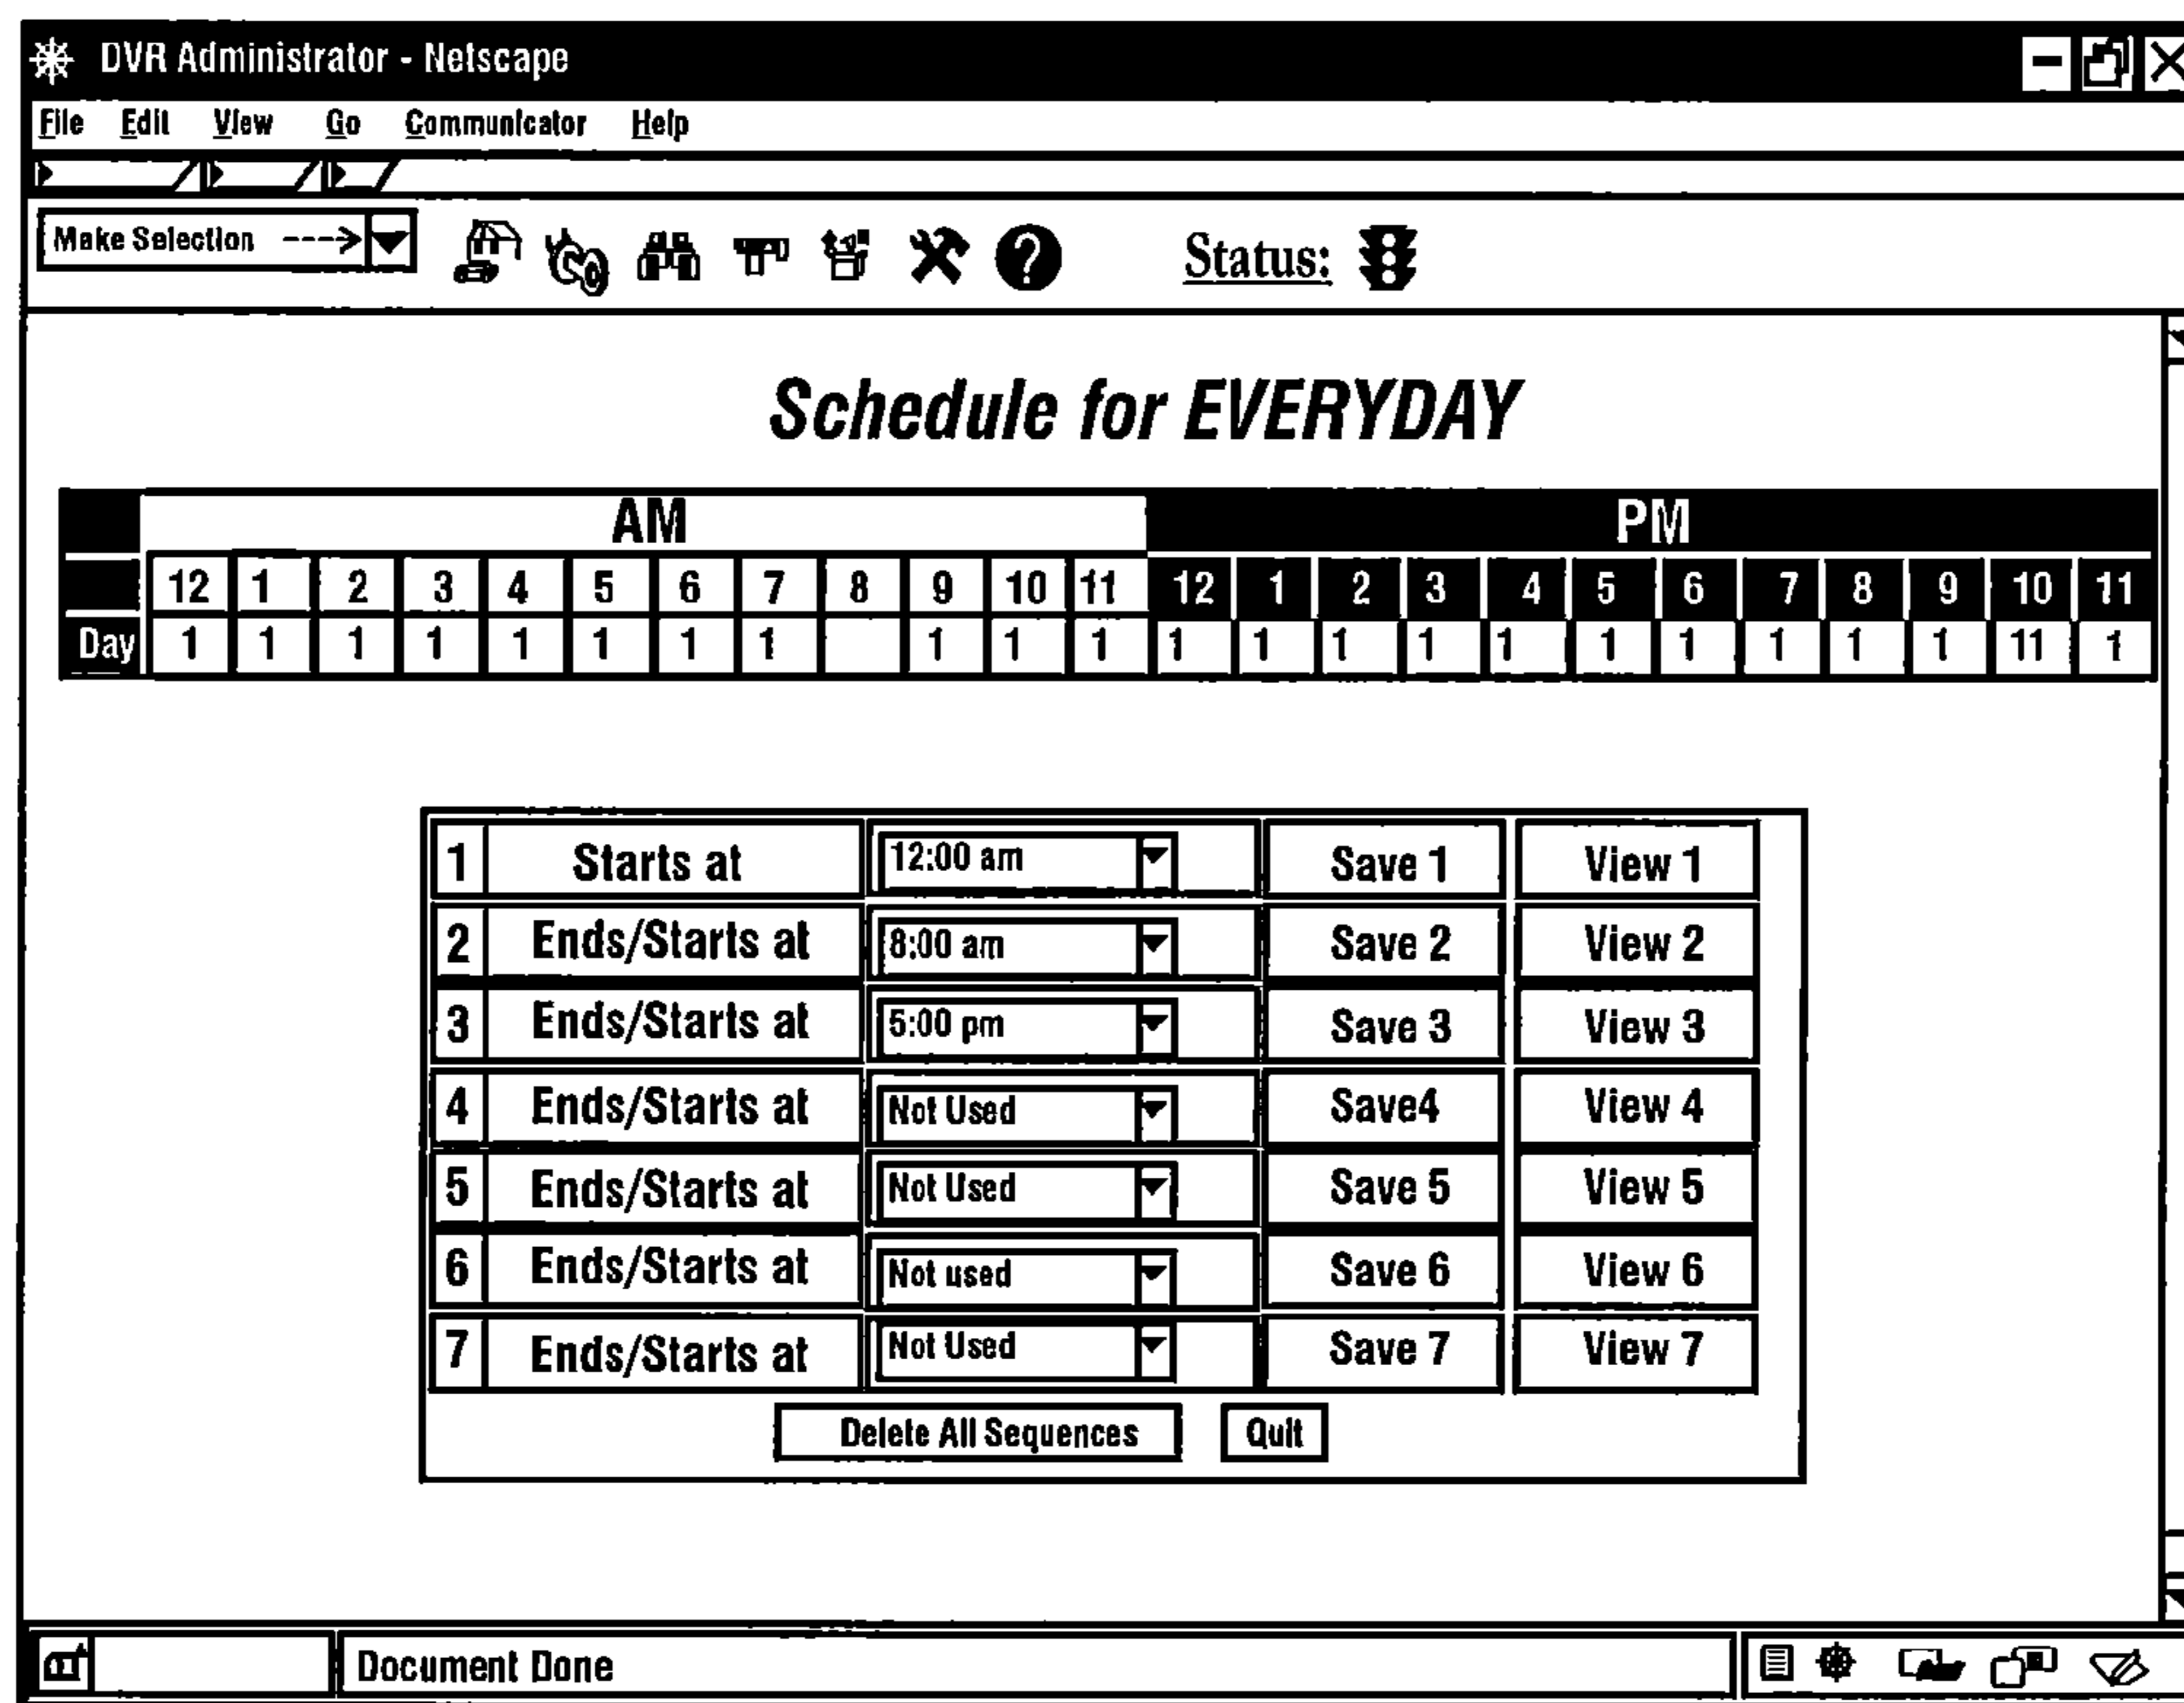 DVR Administrator - Netscape
File Edit View Go Communicator Help
Make Selection ---->
Status:
Schedule for EVERYDAY
AM PM
12 1 2 3 4 5 6 7 8 9 10 11 12 1 2 3 4 5 6 7 8 9 10 11
Day 1 1 1 1 1 1 1 1 1 1 1 1 1 1 1 1 1 1 1 1 1 11 1
1 Starts at 12:00 am Save 1 View 1
2 Ends/Starts at 8:00 am Save 2 View 2
3 Ends/Starts at 5:00 pm Save 3 View 3
4 Ends/Starts at Not Used Save4 View 4
5 Ends/Starts at Not Used Save 5 View 5
6 Ends/Starts at Not used Save 6 View 6
7 Ends/Starts at Not Used Save 7 View 7
Delete All Sequences Quit
Document Done